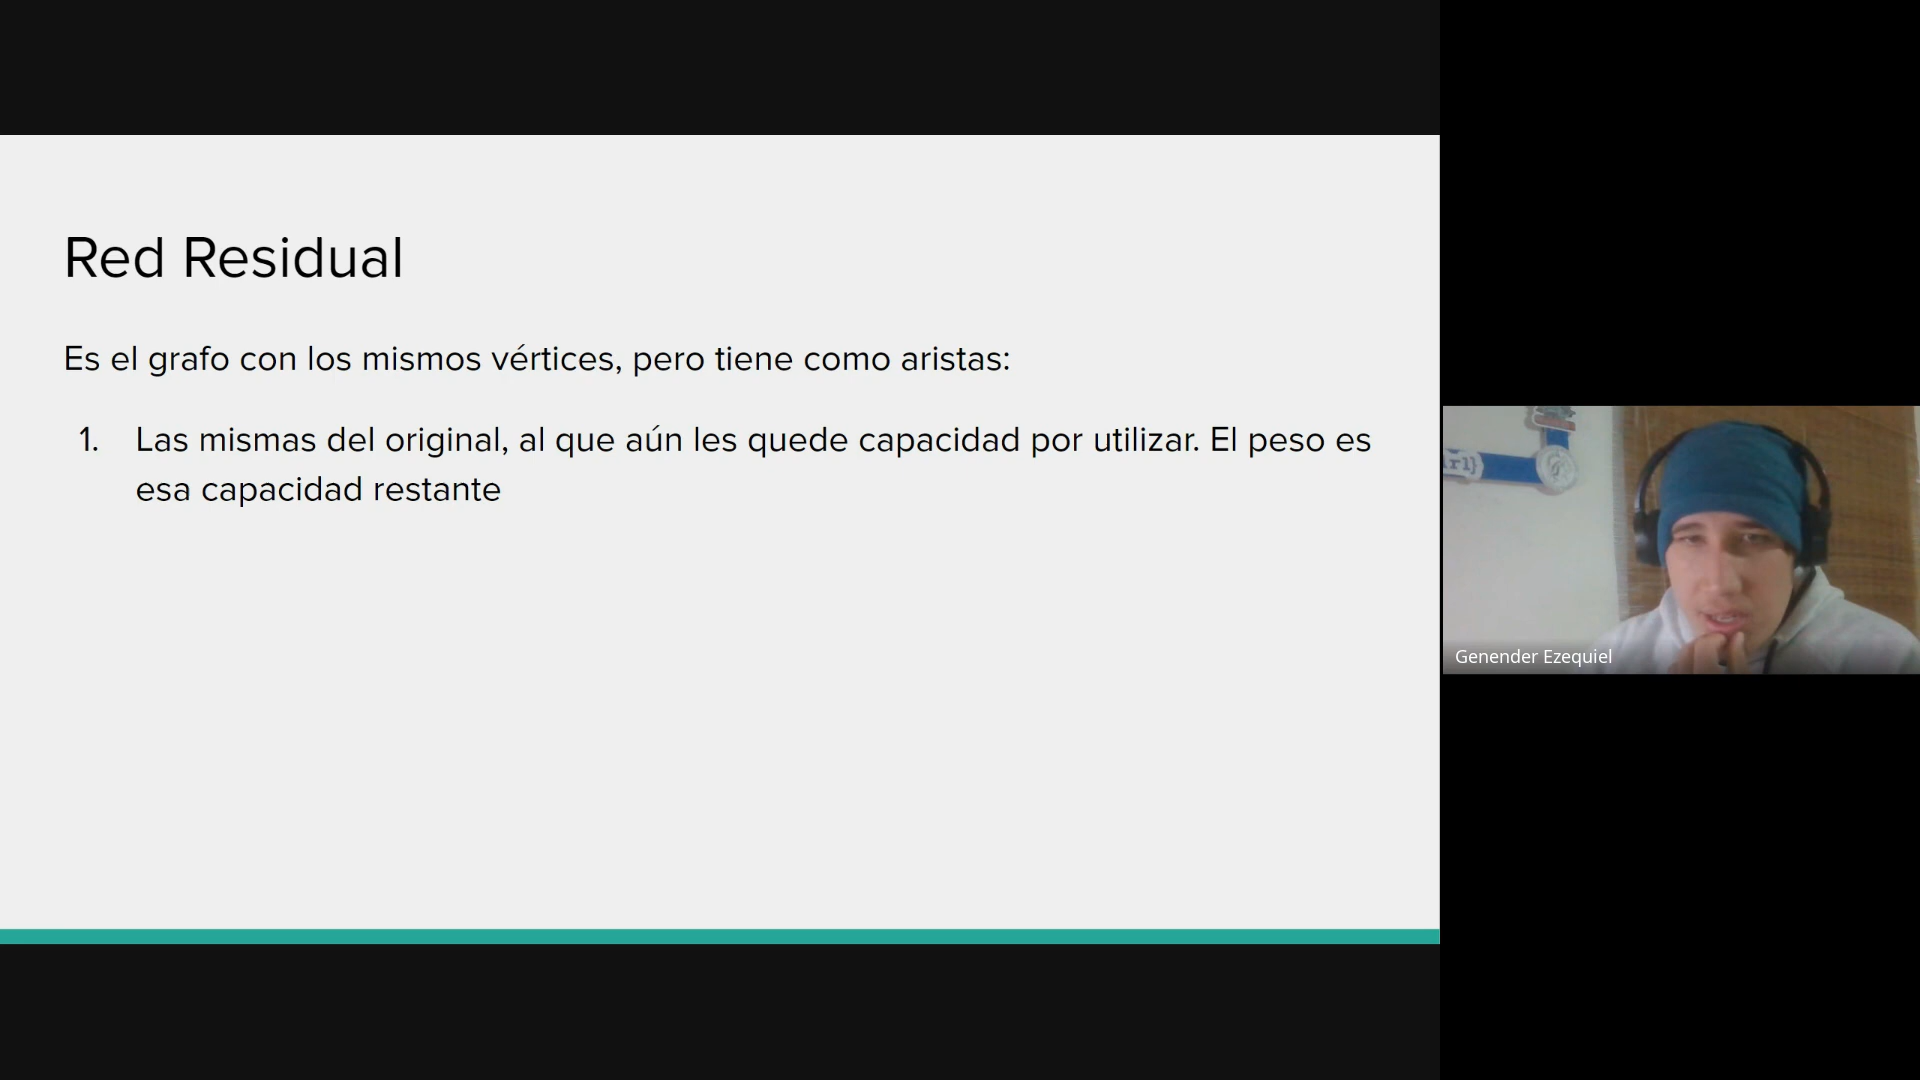 Red Residual
Es el grafo con los mismos vértices, pero tiene como aristas:
1. Las mismas del original, al que aún les quede capacidad por utilizar. El peso es
esa capacidad restante
rl}
Genender Ezequiel